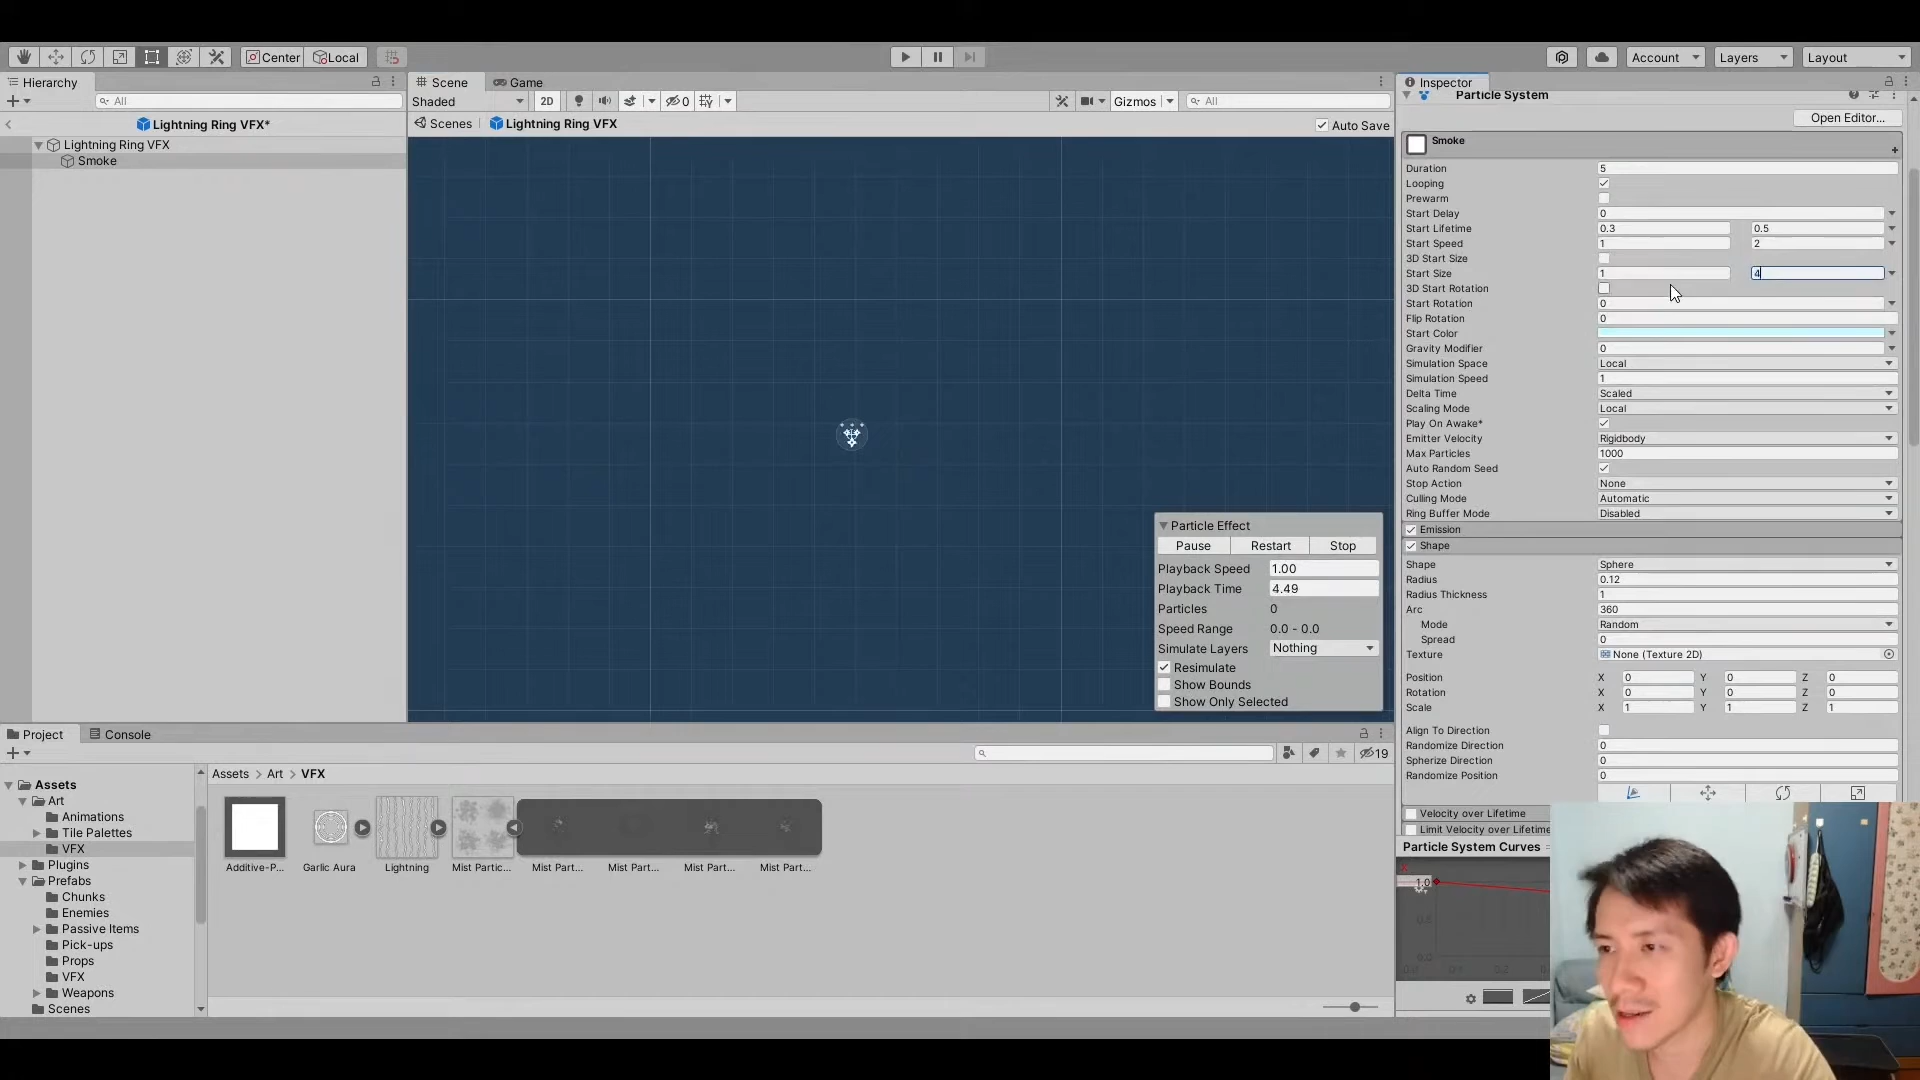 Center Local
Account Layers Layout
Hierarchy
All
Lightning Ring VFX*
Lightning Ring VFX
Smoke
Scene Game
Shaded 2D 0 Gizmos All
Scenes Lightning Ring VFX Auto Save
Particle Effect
Pause Restart Stop
Playback Speed 1.00
Playback Time 4.49
Particles 0
Speed Range 0.0 - 0.0
Simulate Layers Nothing
Resimulate
Show Bounds
Show Only Selected
Inspector
Particle System
Open Editor...
Smoke
Duration 5
Looping
Prewarm
Start Delay 0
Start Lifetime 0.3 0.5
Start Speed 1 2
3D Start Size
Start Size 1 4
3D Start Rotation
Start Rotation 0
Flip Rotation 0
Start Color
Gravity Modifier 0
Simulation Space Local
Simulation Speed 1
Delta Time Scaled
Scaling Mode Local
Play On Awake*
Emitter Velocity Rigidbody
Max Particles 1000
Auto Random Seed
Stop Action None
Culling Mode Automatic
Ring Buffer Mode Disabled
Emission
Shape
Shape Sphere
Radius 0.12
Radius Thickness 1
Arc 360
Mode Random
Spread 0
Texture None (Texture 2D)
Position X 0 Y 0 Z 0
Rotation X 0 Y 0 Z 0
Scale X 1 Y 1 Z 1
Align To Direction
Randomize Direction 0
Spherize Direction 0
Randomize Position 0
Velocity over Lifetime
Limit Velocity over Lifetime
Particle System Curves
1.0
Project Console
19
Assets
Art
Animations
Tile Palettes
VFX
Plugins
Prefabs
Chunks
Enemies
Passive Items
Pick-ups
Props
VFX
Weapons
Scenes
Assets > Art > VFX
Additive-P... Garlic Aura Lightning Mist Partic... Mist Part... Mist Part... Mist Part... Mist Part...